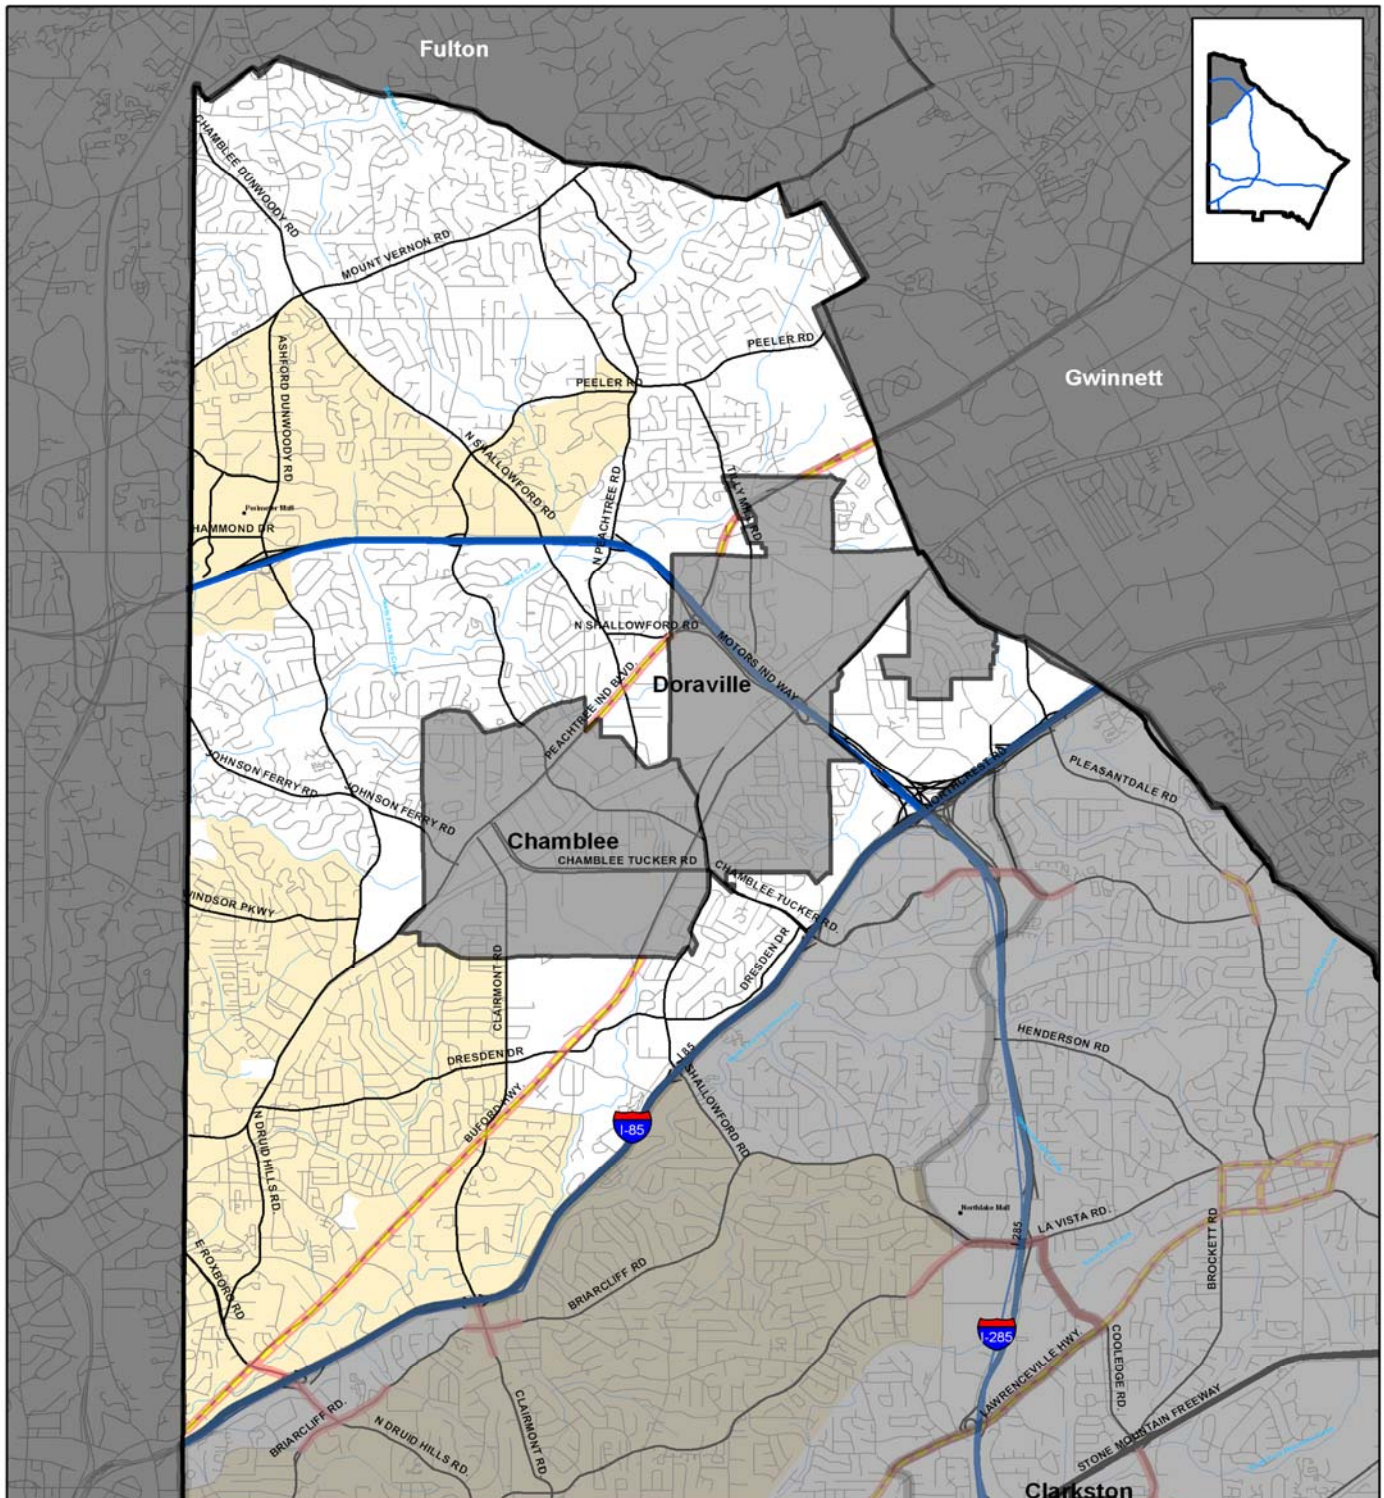 Fulton
CHAMBLEE DUNWOODY RD
MOUNT VERNON RD
PEELER RD
ASHFORD DUNWOODY RD
PEELER RD
Gwinnett
N SHALLOWFORD RD
N PEACHTREE RD
TILLY MILL RD
Perimeter Mall
HAMMOND DR
N SHALLOWFORD RD
MOTORS IND WAY
Doraville
PEACHTREE IND BLVD.
JOHNSON FERRY RD
JOHNSON FERRY RD
NORTHCREST RD
PLEASANTDALE RD
Chamblee
CHAMBLEE TUCKER RD
CHAMBLEE TUCKER RD.
WINDSOR PKWY
DRESDEN DR
CLAIRMONT RD
HENDERSON RD
DRESDEN DR
I 85
SHALLOWFORD RD
BUFORD HWY.
I-85
N DRUID HILLS RD.
Northlake Mall
LA VISTA RD.
I 285
BROCKETT RD
E ROXBORO RD
BRIARCLIFF RD
I-285
LAWRENCEVILLE HWY.
COOLEDGE RD.
CLAIRMONT RD.
BRIARCLIFF RD.
N DRUID HILLS RD.
STONE MOUNTAIN FREEWAY
Clarkston